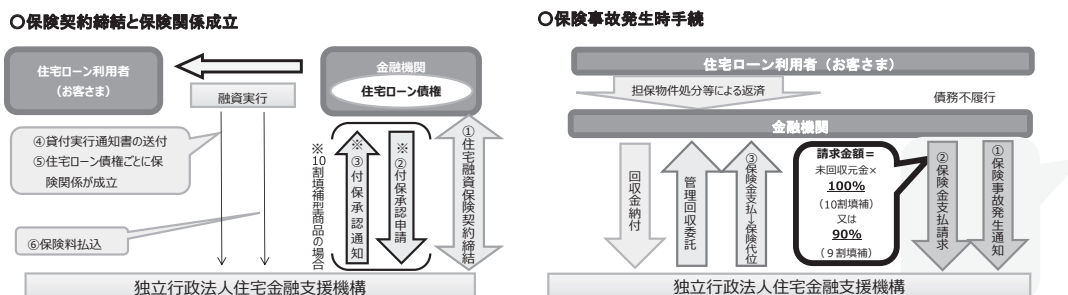 ○保険契約締結と保険関係成立
住宅ローン利用者
（お客さま）
融資実行
金融機関
住宅ローン債権
④貸付実行通知書の送付
⑤住宅ローン債権ごとに保
険関係が成立
⑥保険料払込
※10割填補型商品の場合
※③付保承認通知
※②付保承認申請
①住宅融資保険契約締結
独立行政法人住宅金融支援機構
○保険事故発生時手続
住宅ローン利用者（お客さま）
担保物件処分等による返済
債務不履行
金融機関
回収金納付
管理回収委託
③保険金支払→保険代位
請求金額＝
未回収元金×
100%
（10割填補）
又は
90%
（９割填補）
②保険金支払請求
①保険事故発生通知
独立行政法人住宅金融支援機構